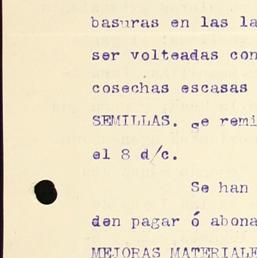 basuras en las la
ser volteadas con
cosechas escasas
SEMILLAS. Se remi
el 8 d/c.
Se han
den pagar ó abona
MEJORAS MATERIALE